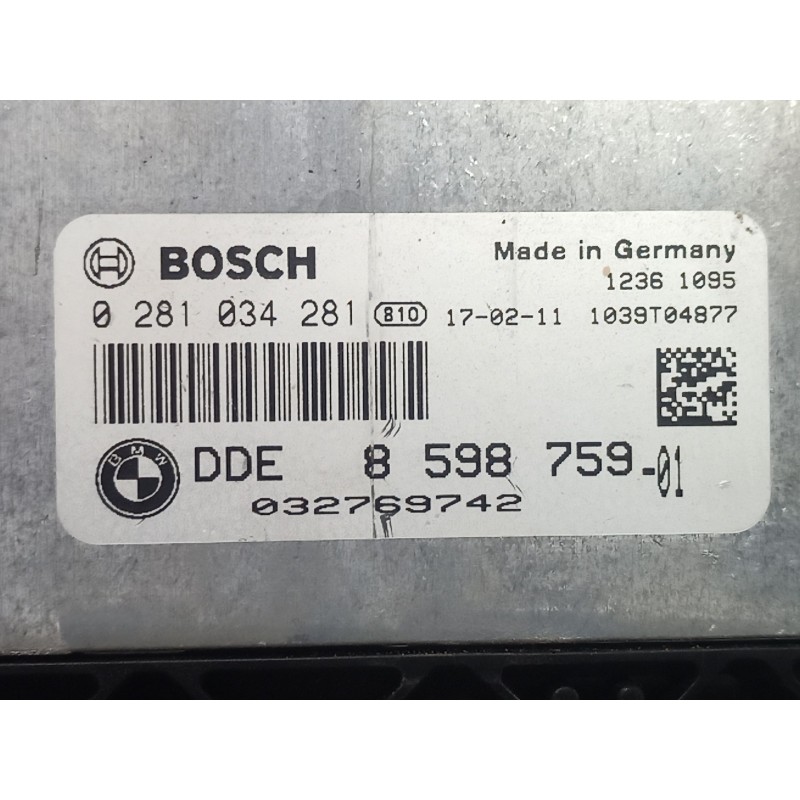 BOSCH
Made in Germany
1236 1095
0 281 034 281 810 17-02-11 1039T04877
BMW DDE 8 598 759-01
032769742